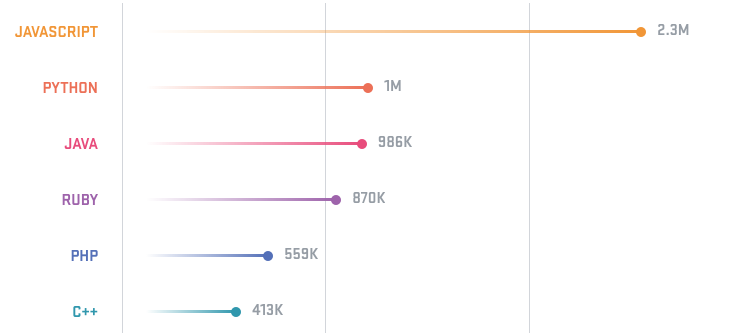 JAVASCRIPT 2.3M
PYTHON 1M
JAVA 986K
RUBY 870K
PHP 559K
C++ 413K